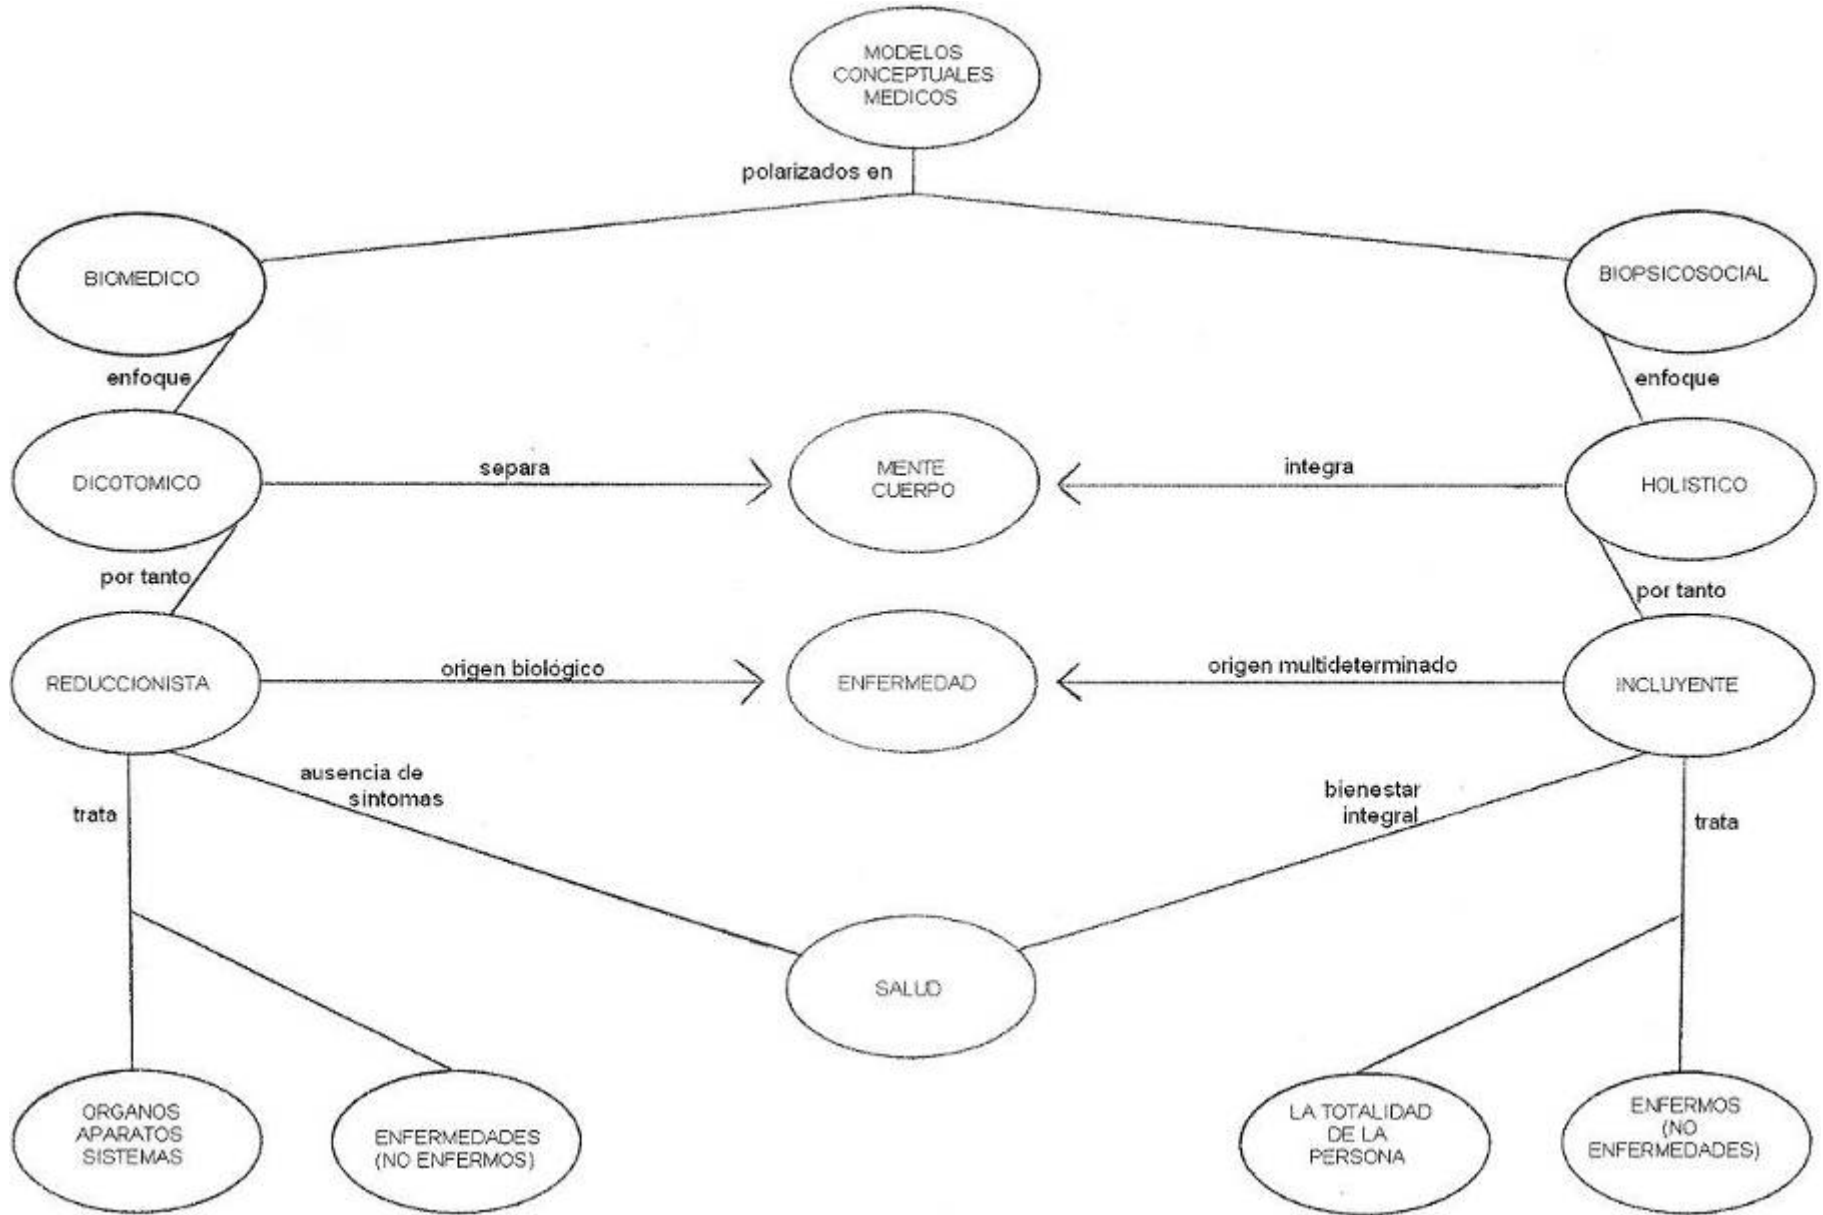 MODELOS
CONCEPTUALES
MEDICOS
polarizados en
BIOMEDICO
BIOPSICOSOCIAL
enfoque
enfoque
DICOTOMICO
separa
MENTE
CUERPO
integra
HOLISTICO
por tanto
por tanto
REDUCCIONISTA
origen biológico
ENFERMEDAD
origen multideterminado
INCLUYENTE
ausencia de
síntomas
trata
bienestar
integral
trata
SALUD
ORGANOS
APARATOS
SISTEMAS
ENFERMEDADES
(NO ENFERMOS)
LA TOTALIDAD
DE LA
PERSONA
ENFERMOS
(NO
ENFERMEDADES)